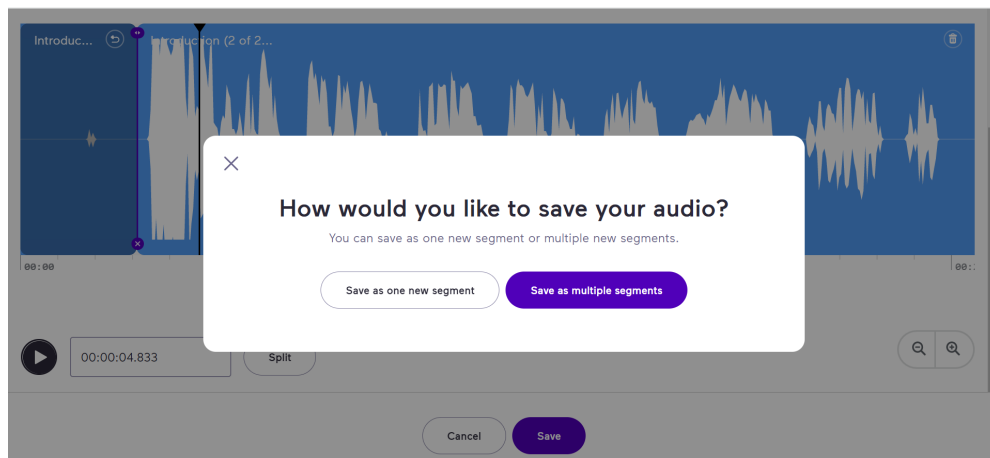 Introduc...
Introduction (2 of 2...
How would you like to save your audio?
You can save as one new segment or multiple new segments.
Save as one new segment
Save as multiple segments
00:00
00:
00:00:04.833
Split
Cancel
Save